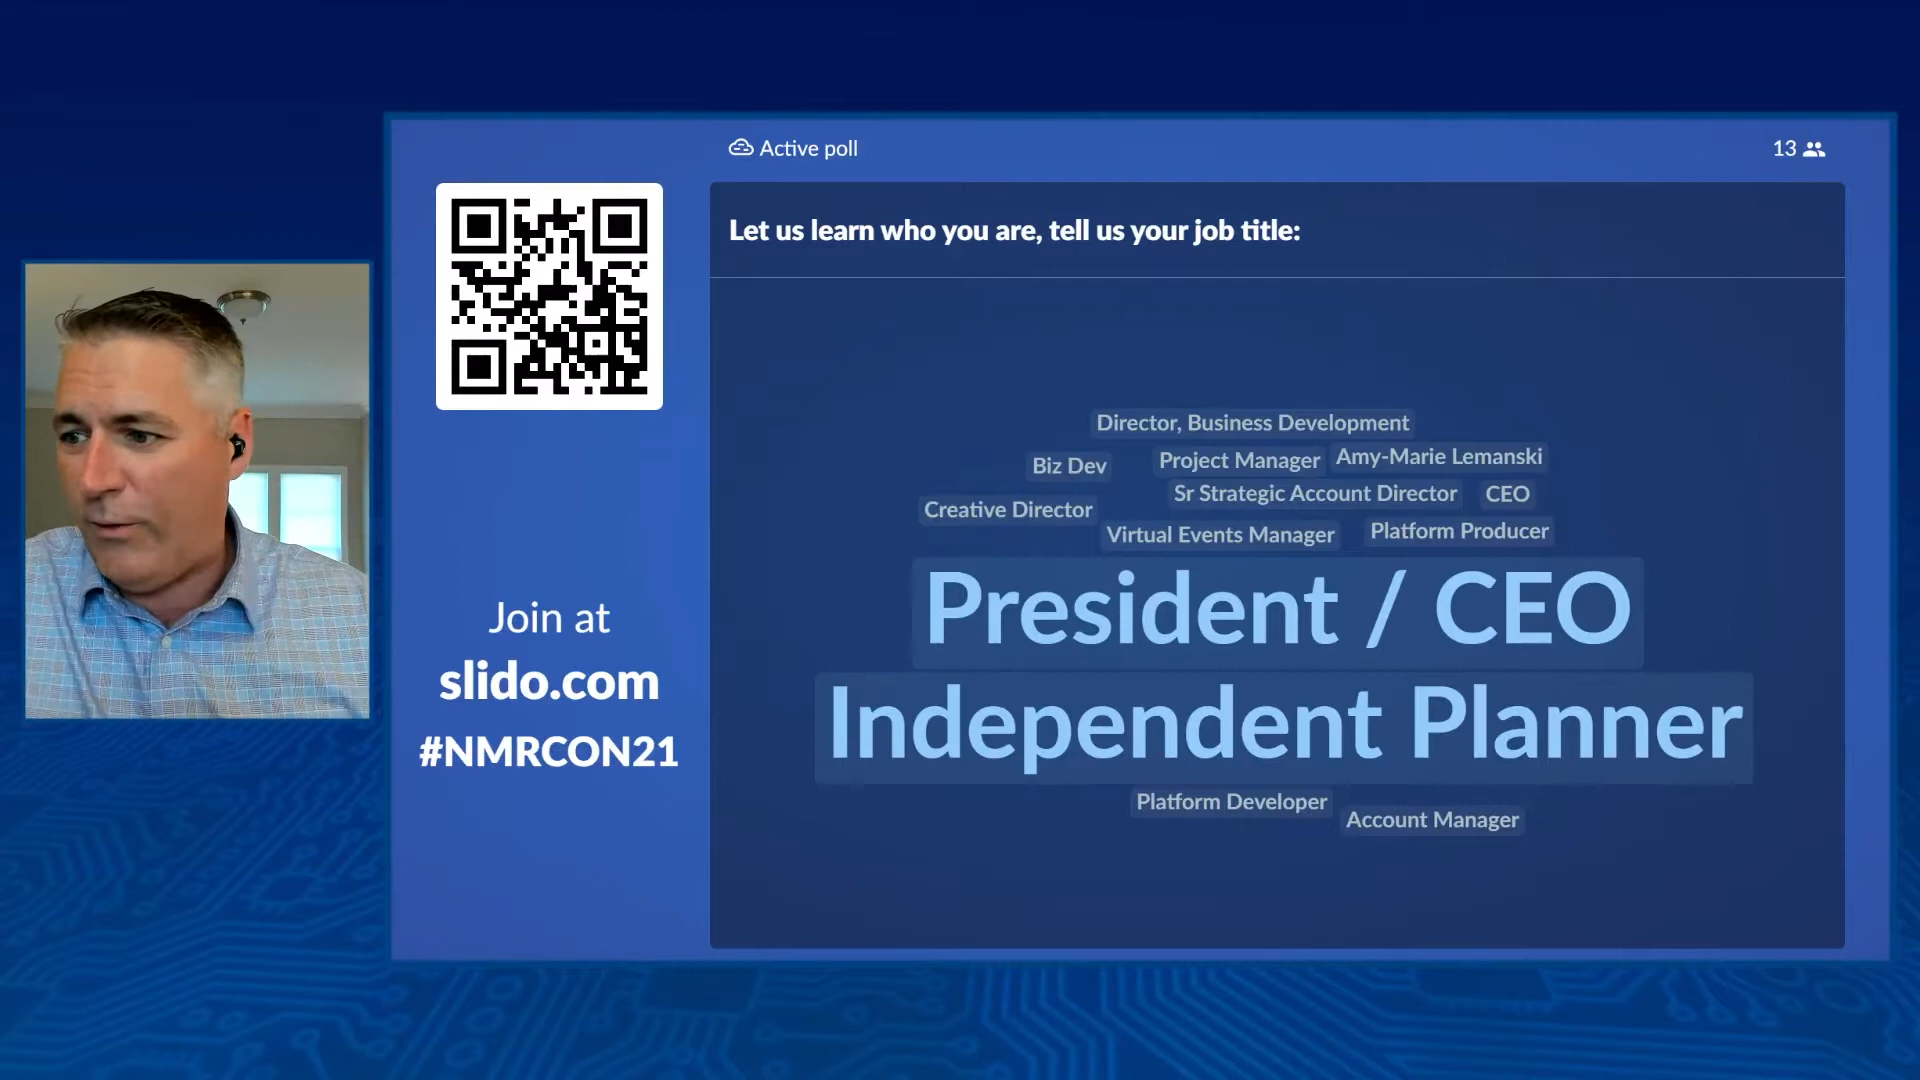 Active poll
13
Let us learn who you are, tell us your job title:
Director, Business Development
Biz Dev
Project Manager
Amy-Marie Lemanski
Sr Strategic Account Director
CEO
Creative Director
Virtual Events Manager
Platform Producer
President / CEO
Independent Planner
Platform Developer
Account Manager
Join at
slido.com
#NMRCON21